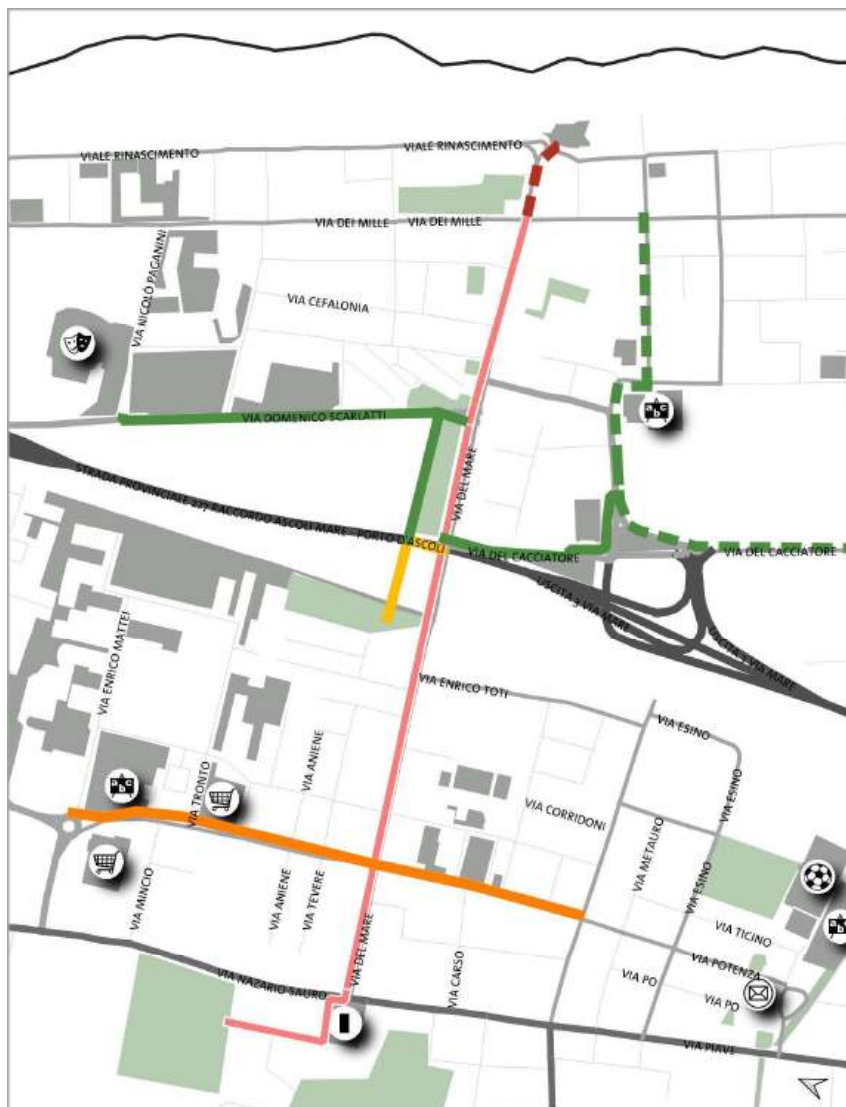 VIALE RINASCIMENTO
VIALE RINASCIMENTO
VIA DEI MILLE
VIA DEI MILLE
VIA NICOLÒ PAGANINI
VIA CEFALONIA
VIA DOMENICO SCARLATTI
abc
VIA DEL MARE
STRADA PROVINCIALE 227 RACCORDO ASCOLI MARE - PORTO D'ASCOLI
VIA DEL CACCIATORE
VIA DEL CACCIATORE
USCITA 3 VIA MARE
USCITA 3 VIA MARE
VIA ENRICO MATTEI
VIA ENRICO TOTI
VIA ESINO
VIA ANIENE
VIA TRONTO
abc
VIA ESINO
VIA CORRIDONI
VIA METAURO
VIA ESINO
VIA MINCIO
VIA ANIENE
VIA TEVERE
VIA TICINO
VIA DEL MARE
VIA CARSO
VIA POTENZA
VIA NAZARIO SAURO
VIA PO
VIA PO
VIA PIAVE